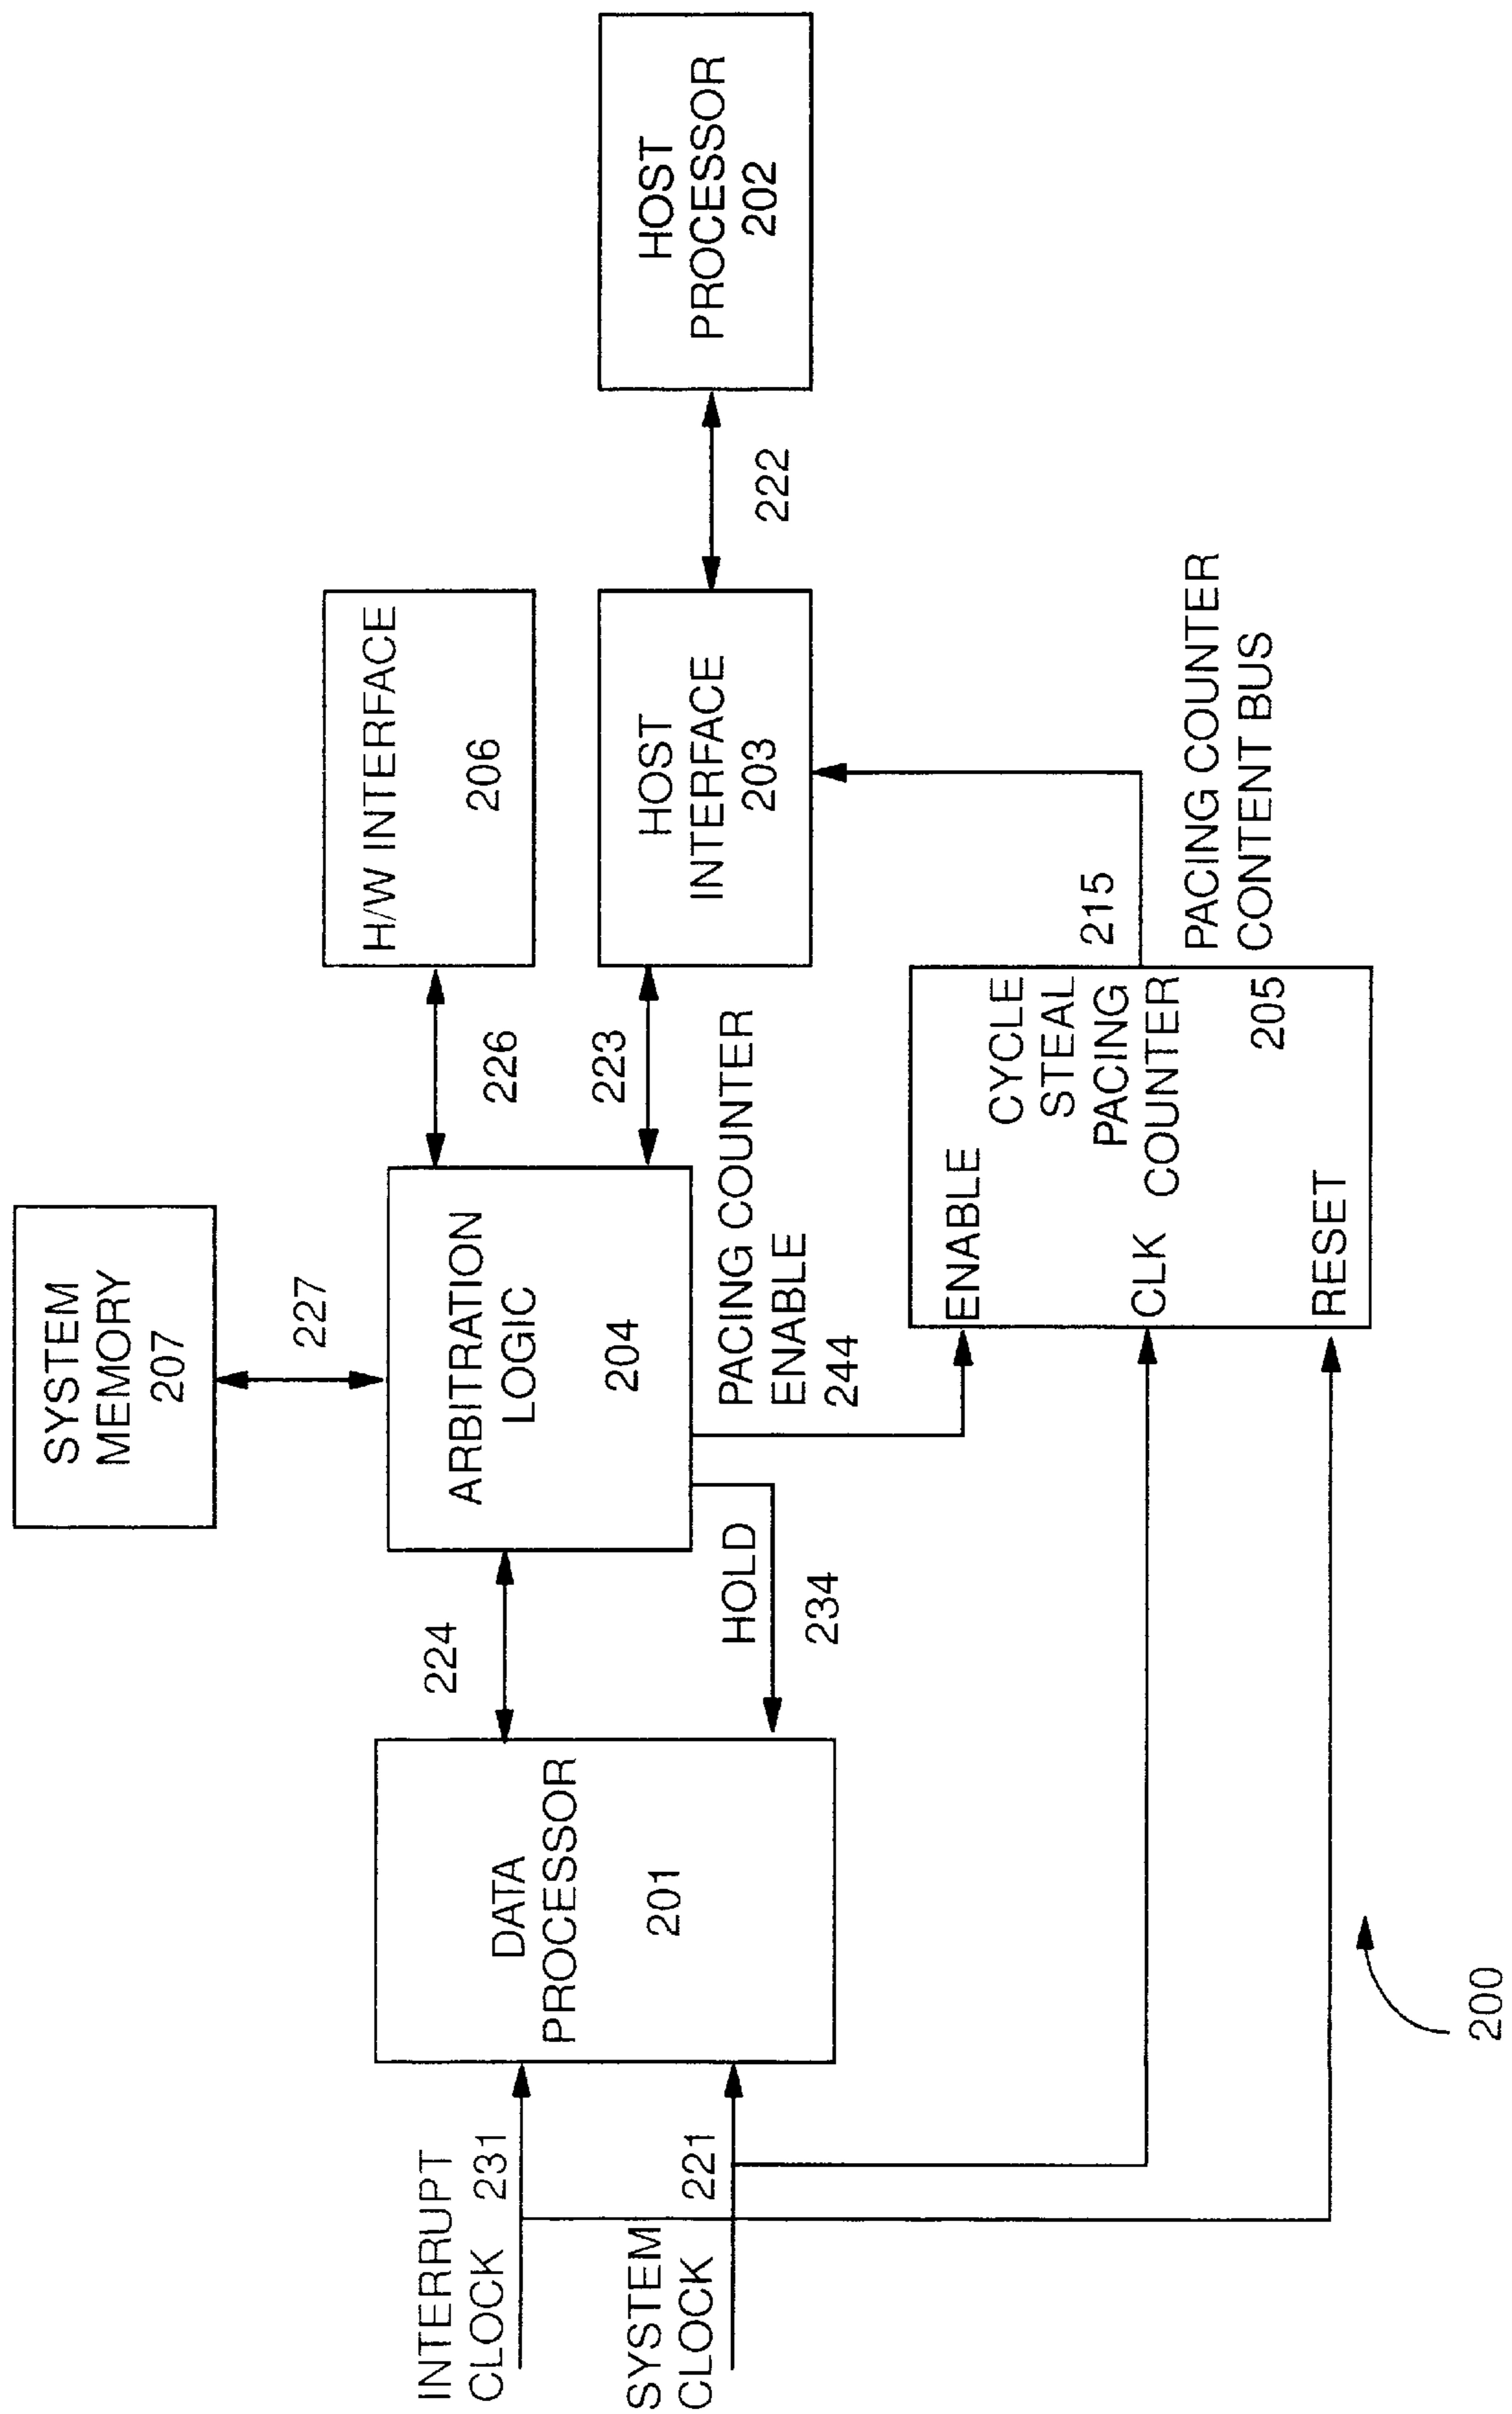 SYSTEM
MEMORY
207
227
H/W INTERFACE
206
226
DATA
PROCESSOR
201
224
ARBITRATION
LOGIC
204
223
HOST
INTERFACE
203
222
HOST
PROCESSOR
202
INTERRUPT
CLOCK 231
SYSTEM
CLOCK 221
HOLD
234
PACING COUNTER
ENABLE
244
ENABLE
CLK
RESET
CYCLE
STEAL
PACING
COUNTER
205
215
PACING COUNTER
CONTENT BUS
200